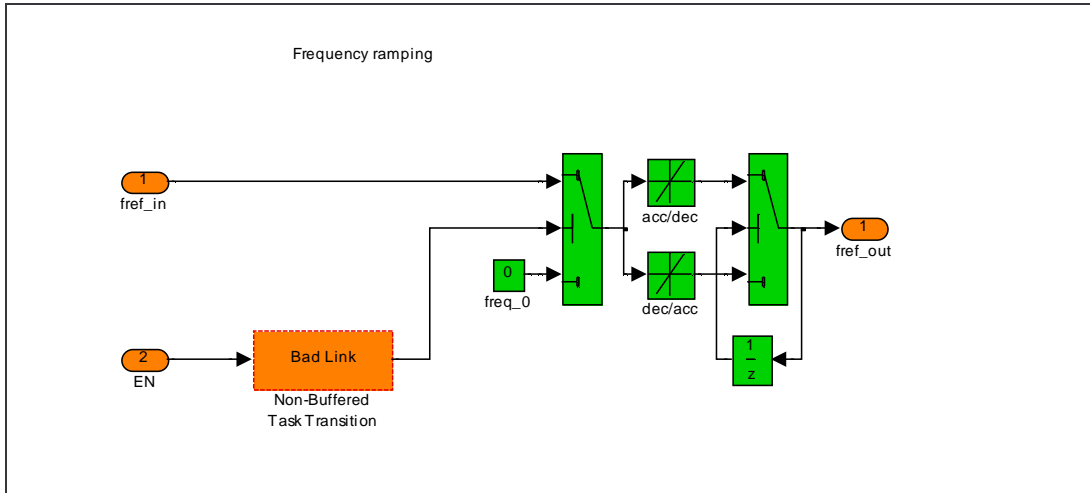 Frequency ramping
1
fref_in
acc/dec
1
fref_out
0
freq_0
dec/acc
2
EN
Bad Link
Non-Buffered
Task Transition
1
z